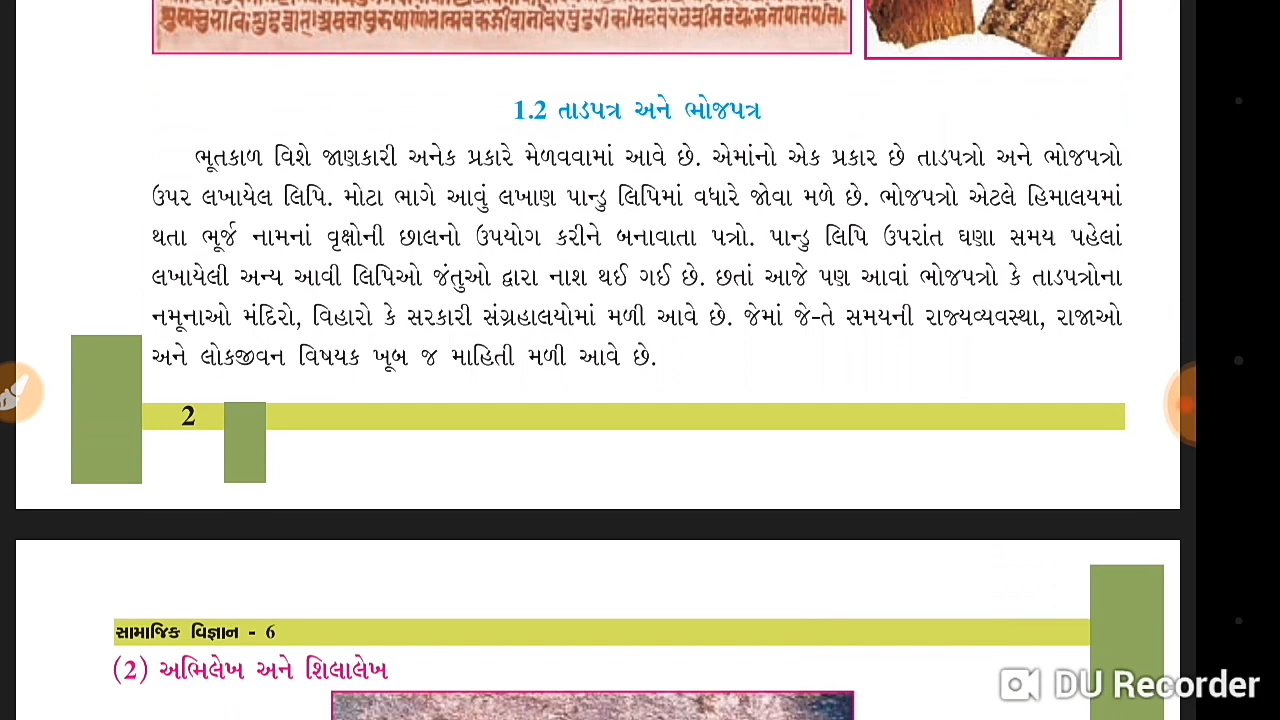 1.2 તાડપત્ર અને ભોજપત્ર
ભૂતકાળ વિશે જાણકારી અનેક પ્રકારે મેળવવામાં આવે છે. એમાંનો એક પ્રકાર છે તાડપત્રો અને ભોજપત્રો
ઉપર લખાયેલ લિપિ. મોટા ભાગે આવું લખાણ પાન્ડુ લિપિમાં વધારે જોવા મળે છે. ભોજપત્રો એટલે હિમાલયમાં
થતા ભૂર્જ નામનાં વૃક્ષોની છાલનો ઉપયોગ કરીને બનાવાતા પત્રો. પાન્ડુ લિપિ ઉપરાંત ઘણા સમય પહેલાં
લખાયેલી અન્ય આવી લિપિઓ જંતુઓ દ્વારા નાશ થઈ ગઈ છે. છતાં આજે પણ આવાં ભોજપત્રો કે તાડપત્રોના
નમૂનાઓ મંદિરો, વિહારો કે સરકારી સંગ્રહાલયોમાં મળી આવે છે. જેમાં જે-તે સમયની રાજ્યવ્યવસ્થા, રાજાઓ
અને લોકજીવન વિષયક ખૂબ જ માહિતી મળી આવે છે.
2
સામાજિક વિજ્ઞાન - 6
(2) અભિલેખ અને શિલાલેખ
DU Recorder